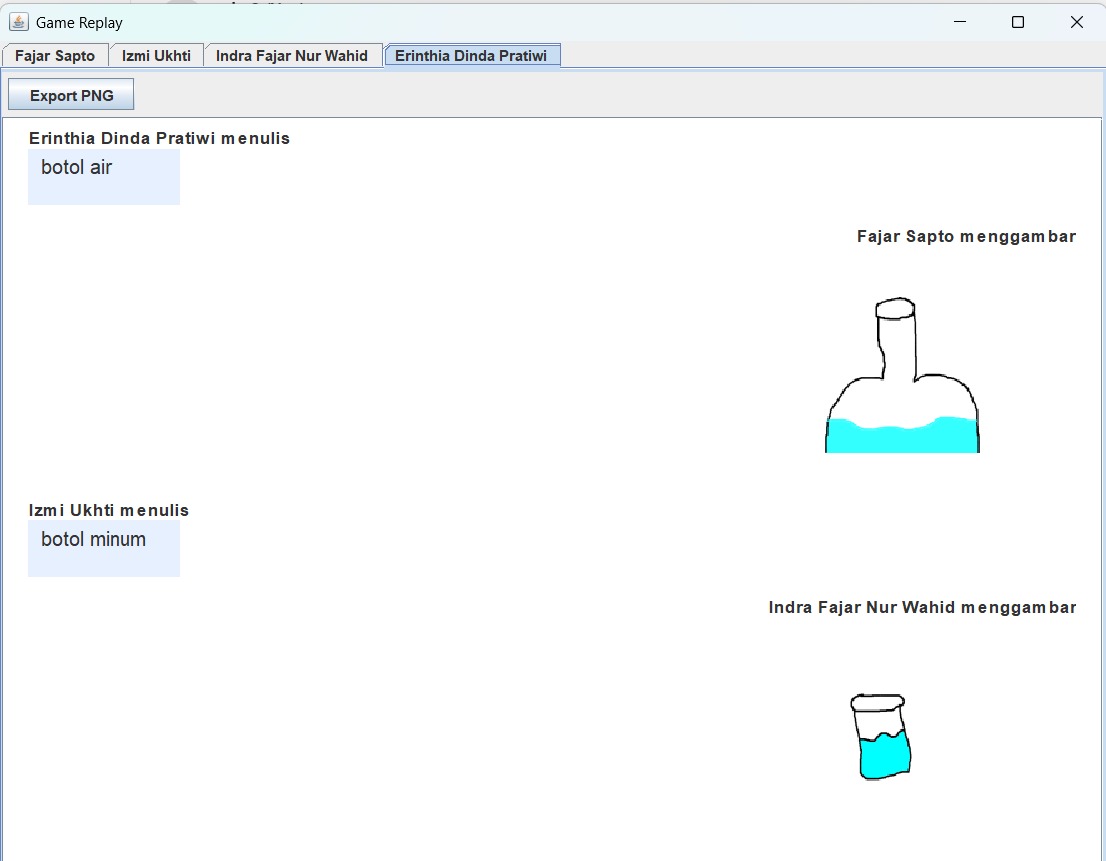 Game Replay
Fajar Sapto
Izmi Ukhti
Indra Fajar Nur Wahid
Erinthia Dinda Pratiwi
Export PNG
Erinthia Dinda Pratiwi menulis
botol air
Fajar Sapto menggambar
Izmi Ukhti menulis
botol minum
Indra Fajar Nur Wahid menggambar